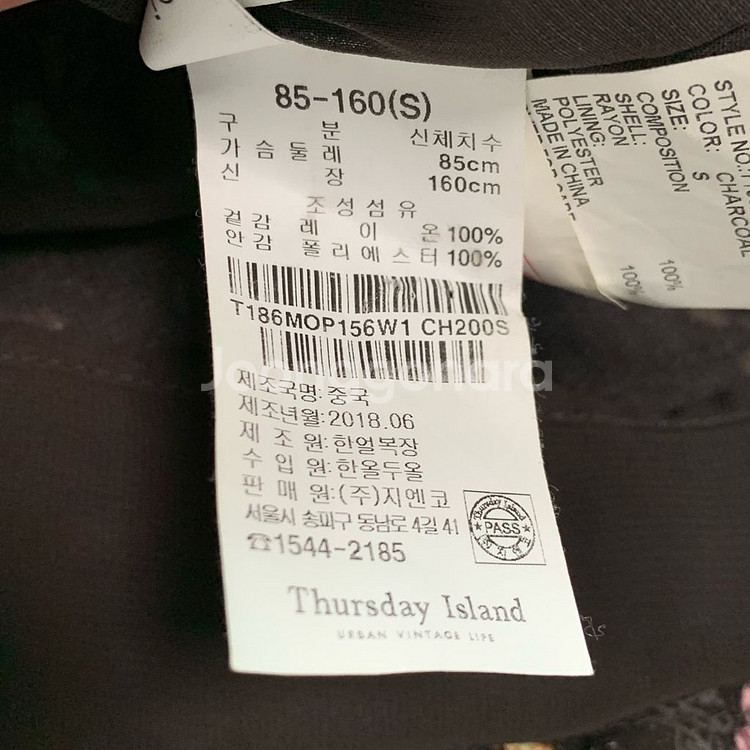 85-160(S)
구 분 신체치수
가 슴 둘 레 85cm
신 장 160cm
조성섬유
겉 감 레 이 온 100%
안 감 폴 리 에 스 터 100%
T186MOP156W1 CH200S
Joonggonara
제조국명: 중국
제조년월: 2018.06
제 조 원: 한얼복장
수 입 원: 한올두올
판 매 원: (주)지엔코
서울시 송파구 동남로 4길 41
☎1544-2185
Thursday Island
PASS
Thursday Island
URBAN VINTAGE LIFE
STYLE NO.:
COLOR: CHARCOAL
SIZE: S
COMPOSITION
SHELL: 100%
RAYON
LINING: 100%
POLYESTER
MADE IN CHINA